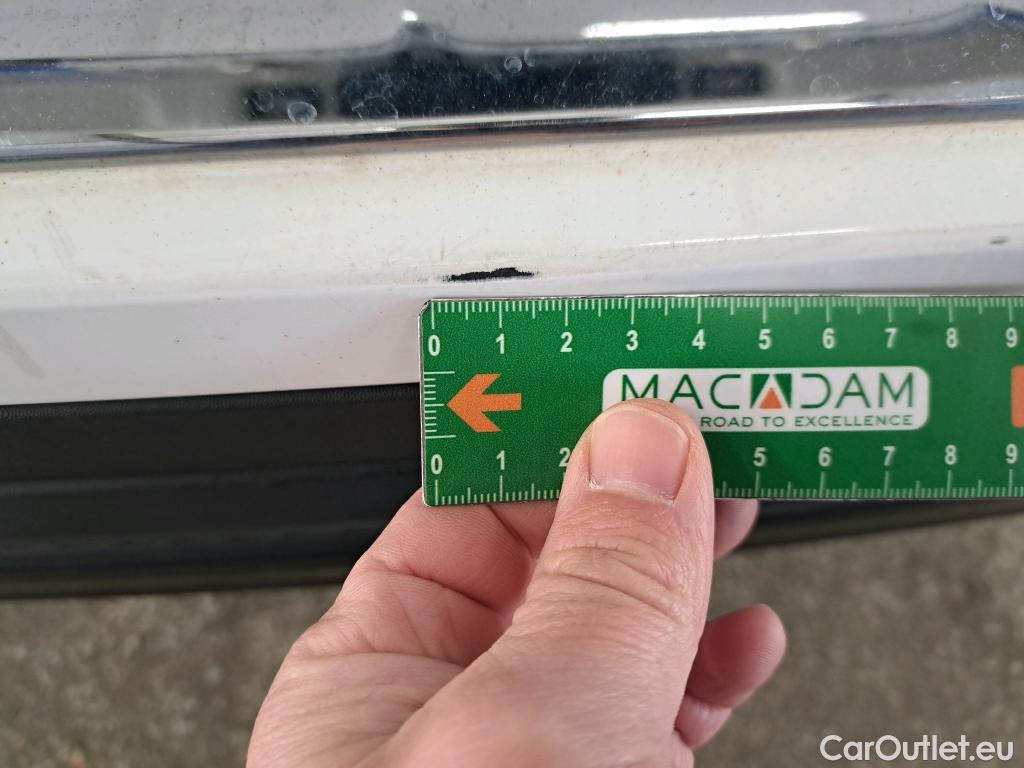 0 1 2 3 4 5 6 7 8 9
MACADAM
ROAD TO EXCELLENCE
0 1 2 5 6 7 8 9
CarOutlet.eu